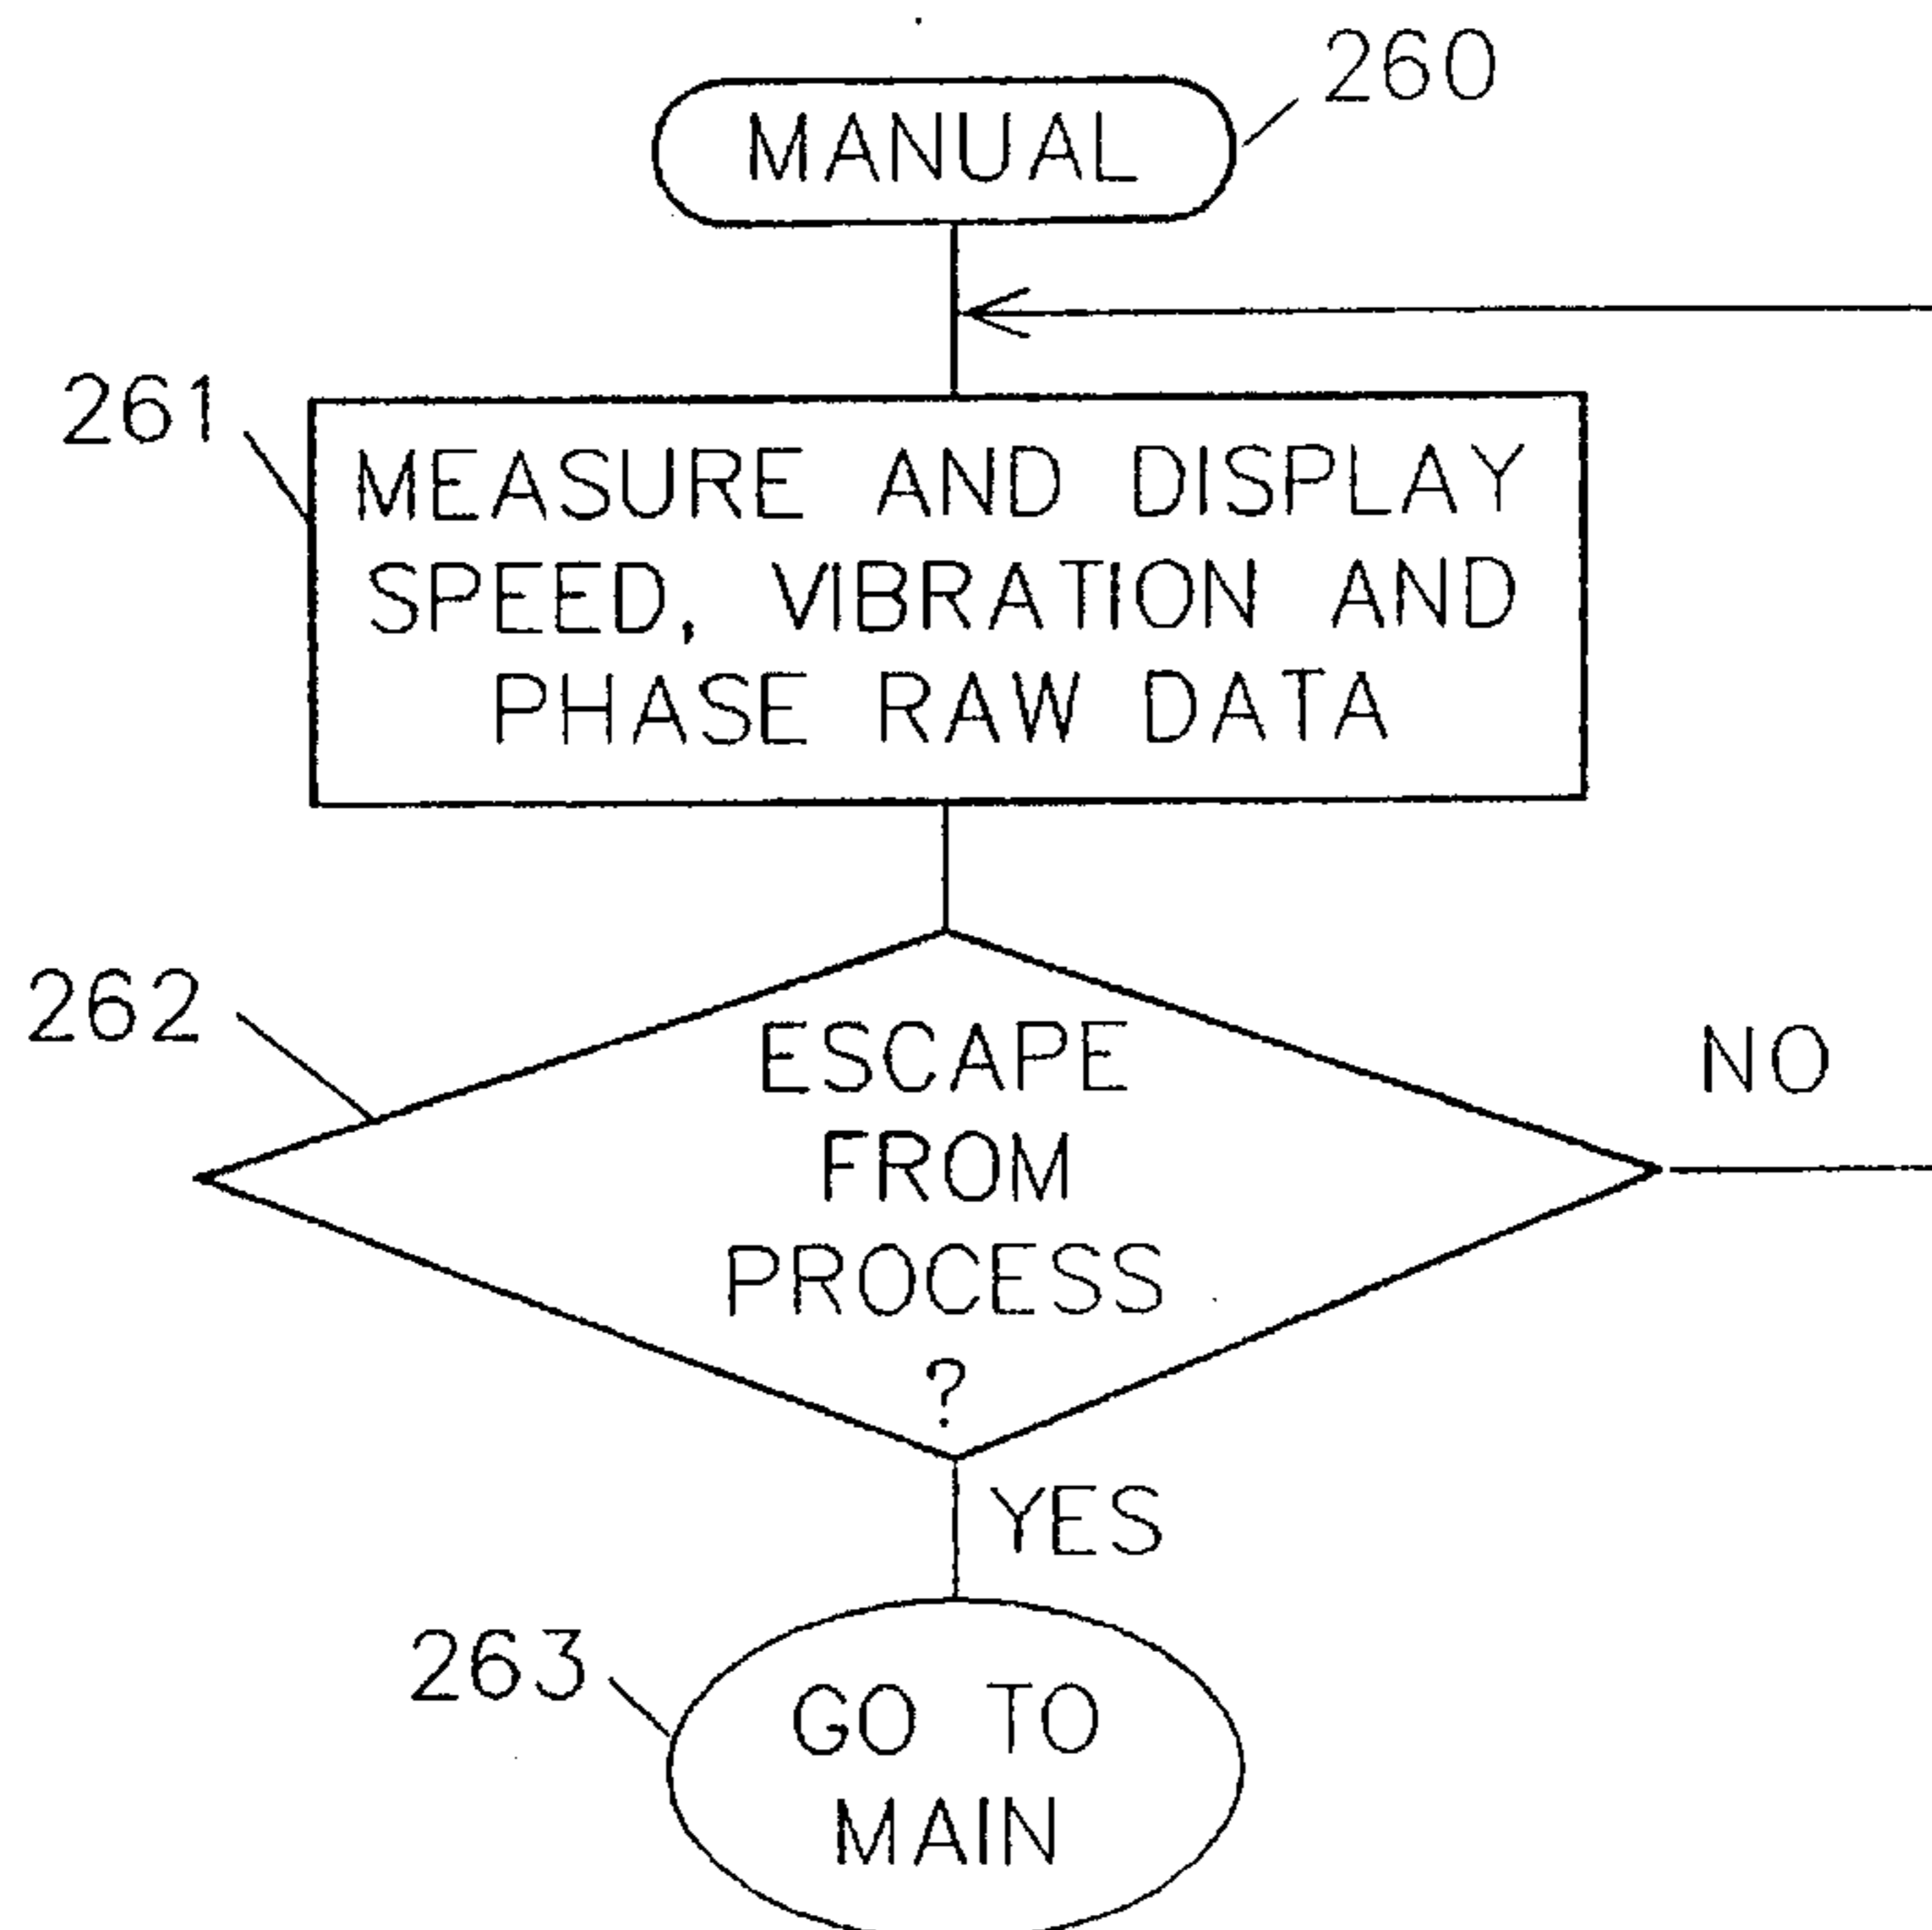 260
MANUAL
261
MEASURE AND DISPLAY
SPEED, VIBRATION AND
PHASE RAW DATA
262
ESCAPE
FROM
PROCESS
?
NO
YES
263
GO TO
MAIN